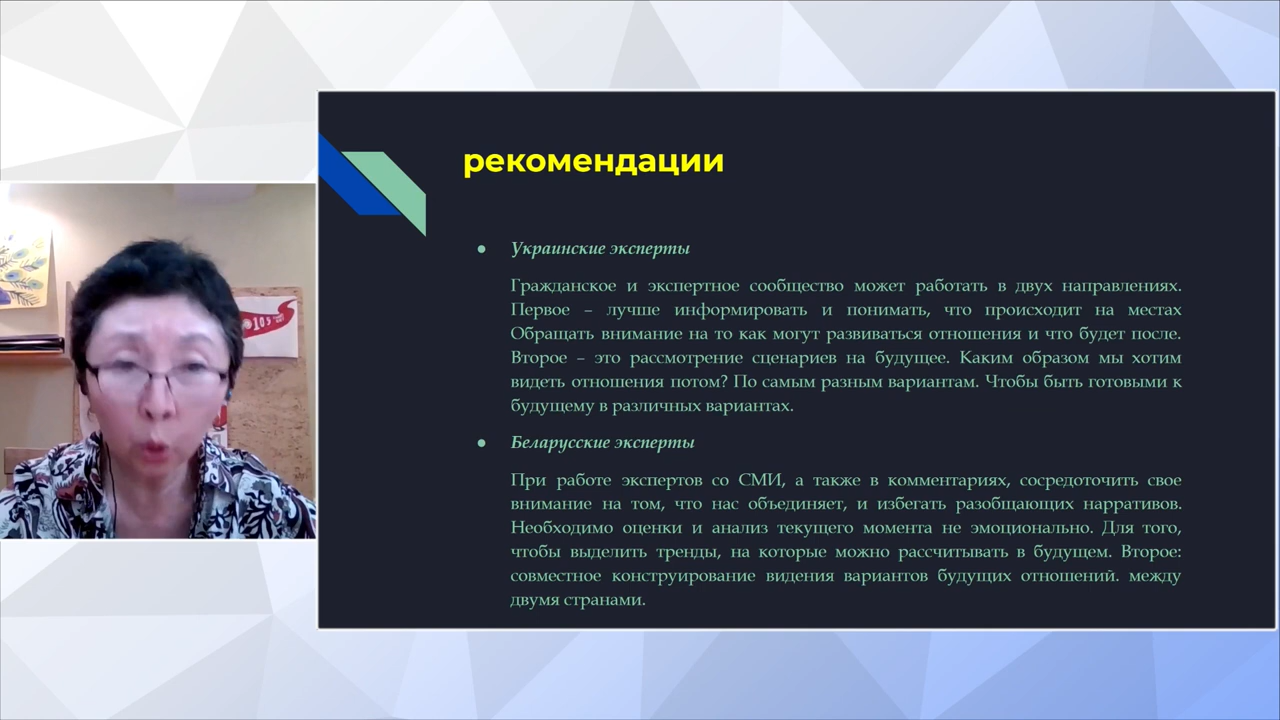 рекомендации
● Украинские эксперты
Гражданское и экспертное сообщество может работать в двух направлениях.
Первое – лучше информировать и понимать, что происходит на местах
Обращать внимание на то как могут развиваться отношения и что будет после.
Второе – это рассмотрение сценариев на будущее. Каким образом мы хотим
видеть отношения потом? По самым разным вариантам. Чтобы быть готовыми к
будущему в различных вариантах.
● Беларусские эксперты
При работе экспертов со СМИ, а также в комментариях, сосредоточить свое
внимание на том, что нас объединяет, и избегать разобщающих нарративов.
Необходимо оценки и анализ текущего момента не эмоционально. Для того,
чтобы выделить тренды, на которые можно рассчитывать в будущем. Второе:
совместное конструирование видения вариантов будущих отношений. между
двумя странами.